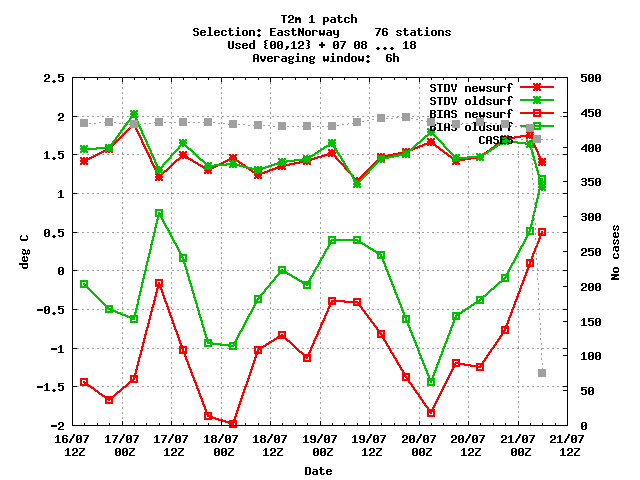 T2m 1 patch
Selection: EastNorway 76 stations
Used {00,12} + 07 08 ... 18
Averaging window: 6h
2.5
2
1.5
1
0.5
0
-0.5
-1
-1.5
-2
deg C
500
450
400
350
300
250
200
150
100
50
0
No cases
STDV newsurf
STDV oldsurf
BIAS newsurf
BIAS oldsurf
CASES
16/07 17/07 17/07 18/07 18/07 19/07 19/07 20/07 20/07 21/07 21/07
12Z 00Z 12Z 00Z 12Z 00Z 12Z 00Z 12Z 00Z 12Z
Date